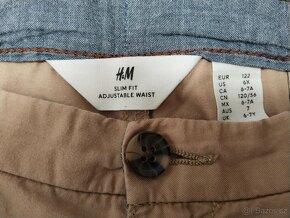 H&M
SLIM FIT
ADJUSTABLE WAIST
EUR 122
US 6X
CA 6-7A
CN 120/56
MX 6-7A
AUS 7
UK 6-7Y